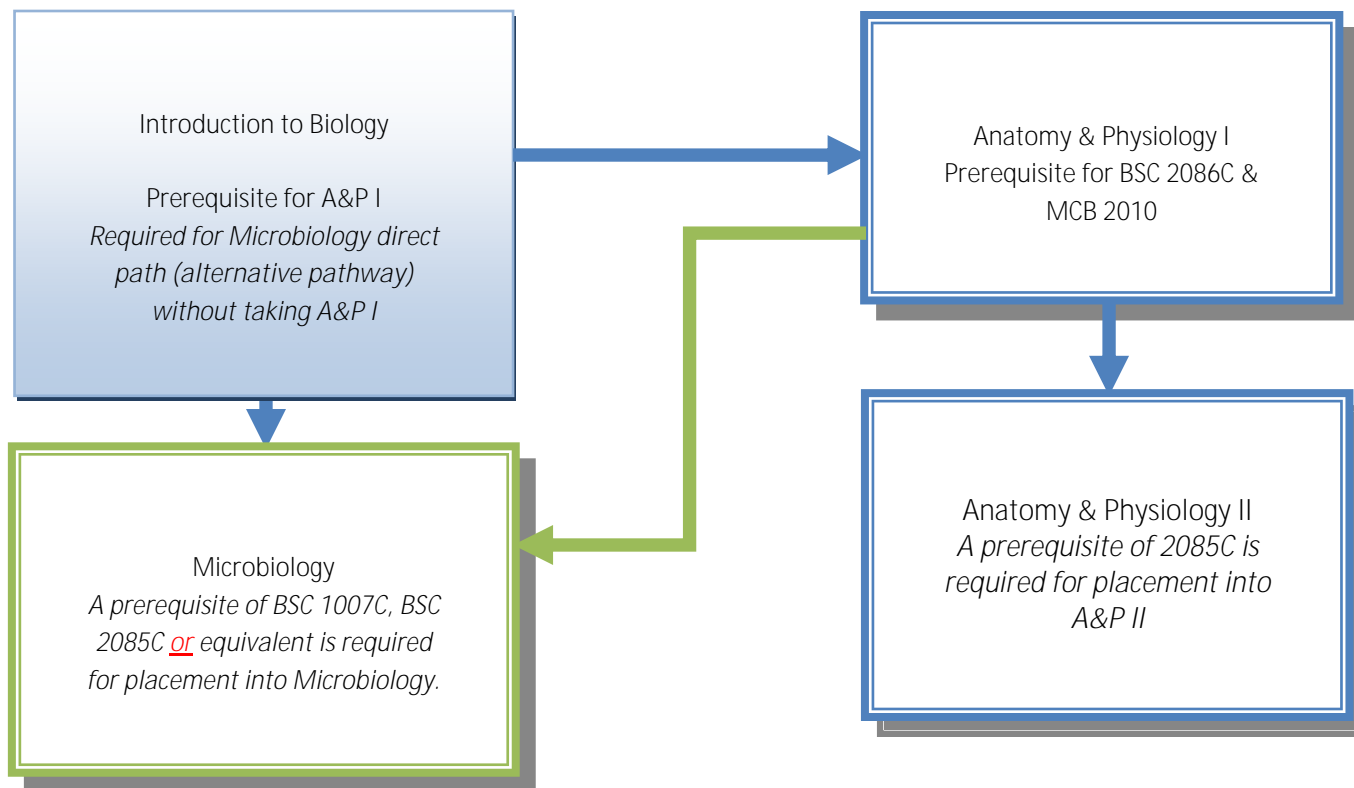 Introduction to Biology
Prerequisite for A&P I
Required for Microbiology direct
path (alternative pathway)
without taking A&P I
Anatomy & Physiology I
Prerequisite for BSC 2086C &
MCB 2010
Microbiology
A prerequisite of BSC 1007C, BSC
2085C or equivalent is required
for placement into Microbiology.
Anatomy & Physiology II
A prerequisite of 2085C is
required for placement into
A&P II